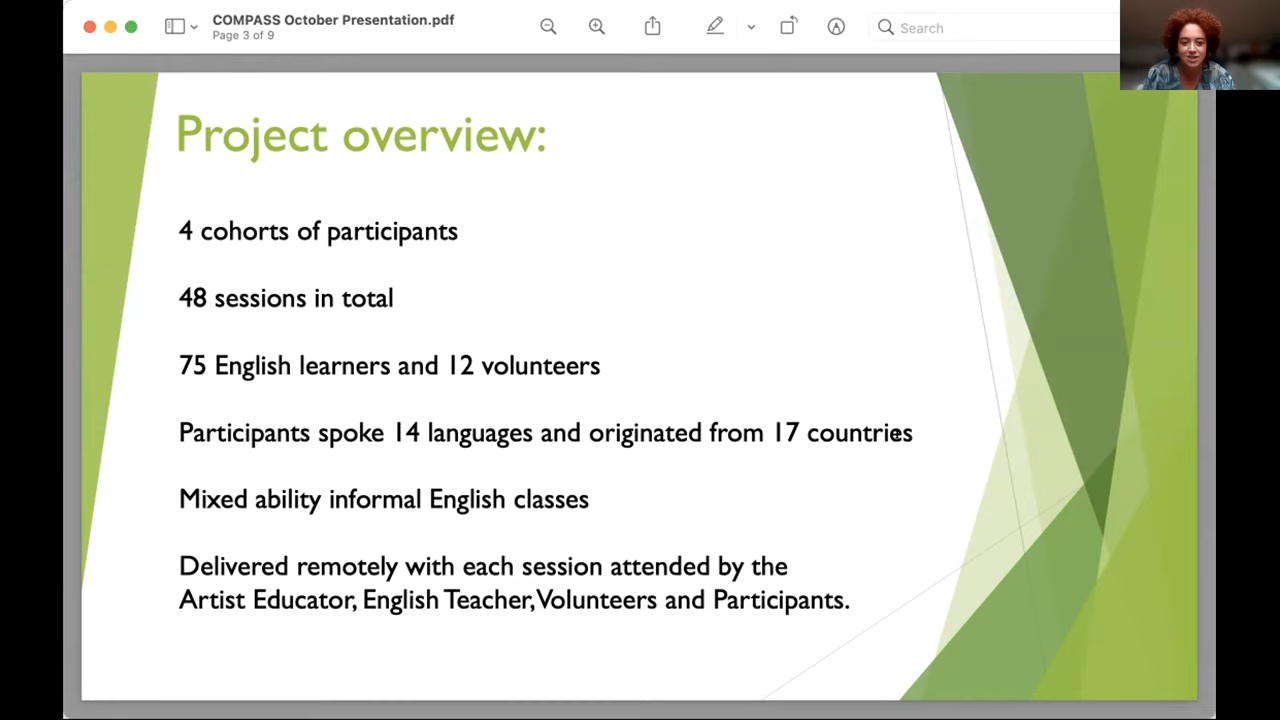 COMPASS October Presentation.pdf
Page 3 of 9
Search
Project overview:
4 cohorts of participants
48 sessions in total
75 English learners and 12 volunteers
Participants spoke 14 languages and originated from 17 countries
Mixed ability informal English classes
Delivered remotely with each session attended by the
Artist Educator, English Teacher,Volunteers and Participants.